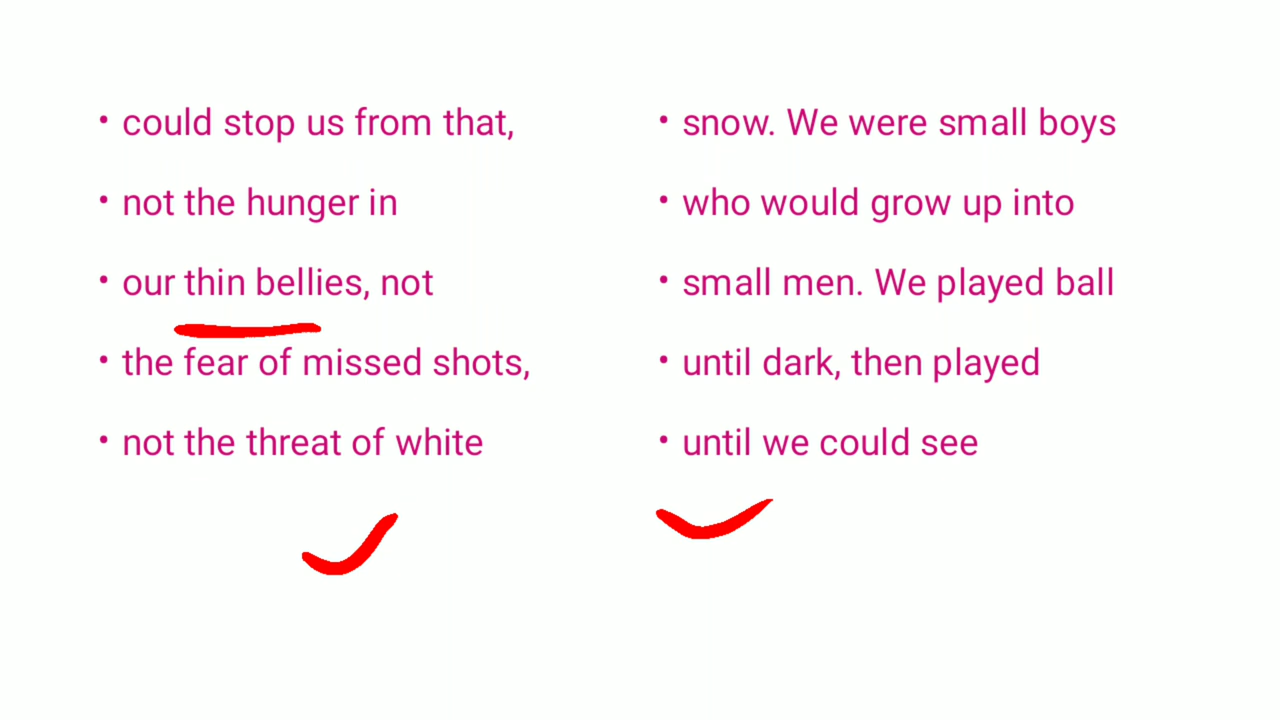 • could stop us from that,
• not the hunger in
• our thin bellies, not
• the fear of missed shots,
• not the threat of white
• snow. We were small boys
• who would grow up into
• small men. We played ball
• until dark, then played
• until we could see